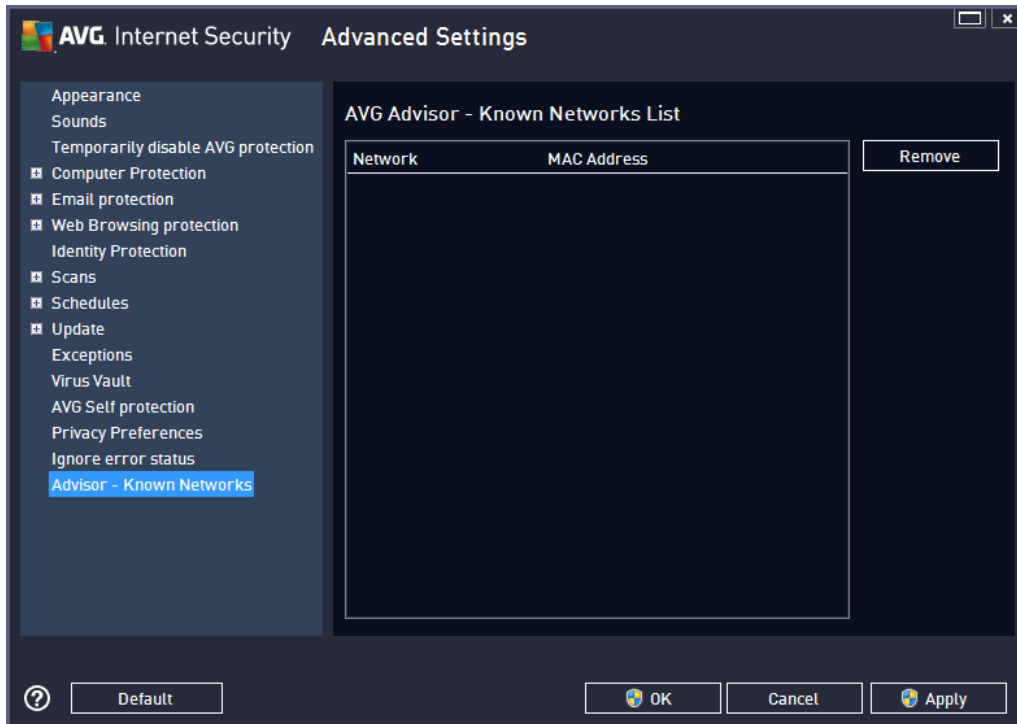 AVG. Internet Security Advanced Settings
Appearance
Sounds
Temporarily disable AVG protection
Computer Protection
Email protection
Web Browsing protection
Identity Protection
Scans
Schedules
Update
Exceptions
Virus Vault
AVG Self protection
Privacy Preferences
Ignore error status
Advisor - Known Networks
AVG Advisor - Known Networks List
Network MAC Address
Remove
Default
OK
Cancel
Apply